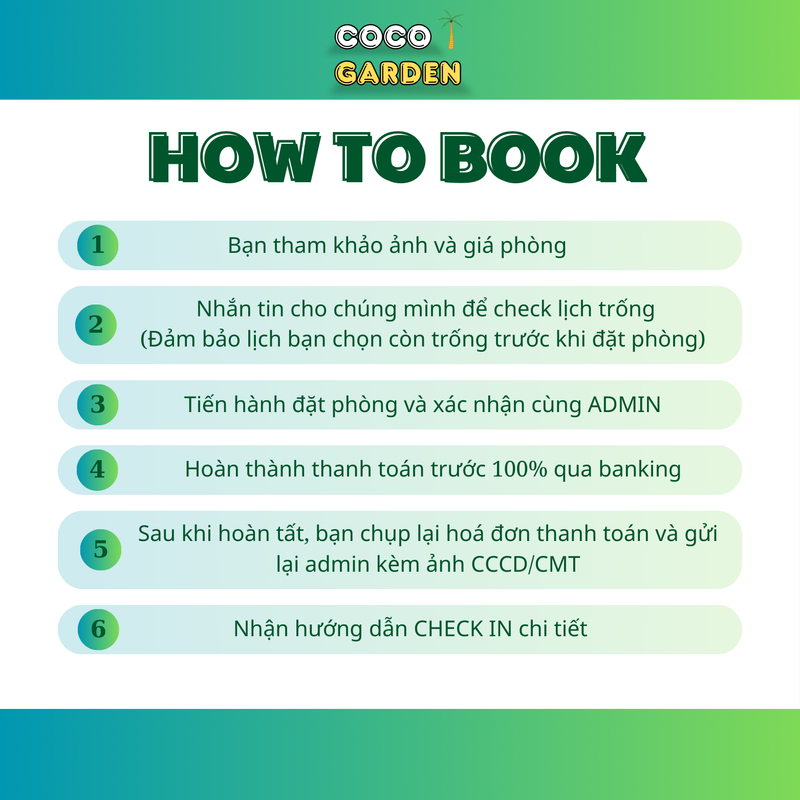 COCO
GARDEN
HOW TO BOOK
1
Bạn tham khảo ảnh và giá phòng
2
Nhắn tin cho chúng mình để check lịch trống
(Đảm bảo lịch bạn chọn còn trống trước khi đặt phòng)
3
Tiến hành đặt phòng và xác nhận cùng ADMIN
4
Hoàn thành thanh toán trước 100% qua banking
5
Sau khi hoàn tất, bạn chụp lại hoá đơn thanh toán và gửi
lại admin kèm ảnh CCCD/CMT
6
Nhận hướng dẫn CHECK IN chi tiết